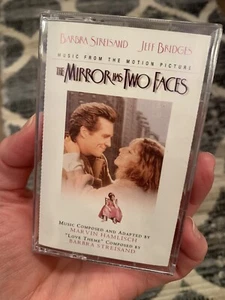 BARBRA STREISAND JEFF BRIDGES
MUSIC FROM THE MOTION PICTURE
THE MIRROR HAS TWO FACES
MUSIC COMPOSED AND ADAPTED BY
MARVIN HAMLISCH
"LOVE THEME" COMPOSED BY
BARBRA STREISAND